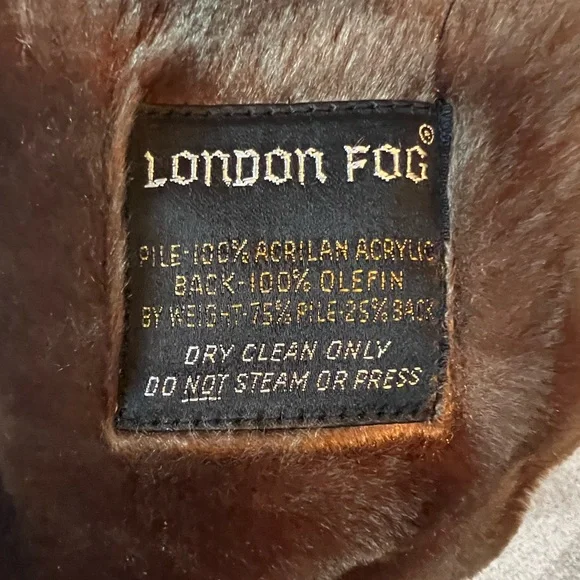 LONDON FOG®
PILE-100% ACRILAN ACRYLIC
BACK-100% OLEFIN
BY WEIGHT-75% PILE-25% BACK
DRY CLEAN ONLY
DO NOT STEAM OR PRESS